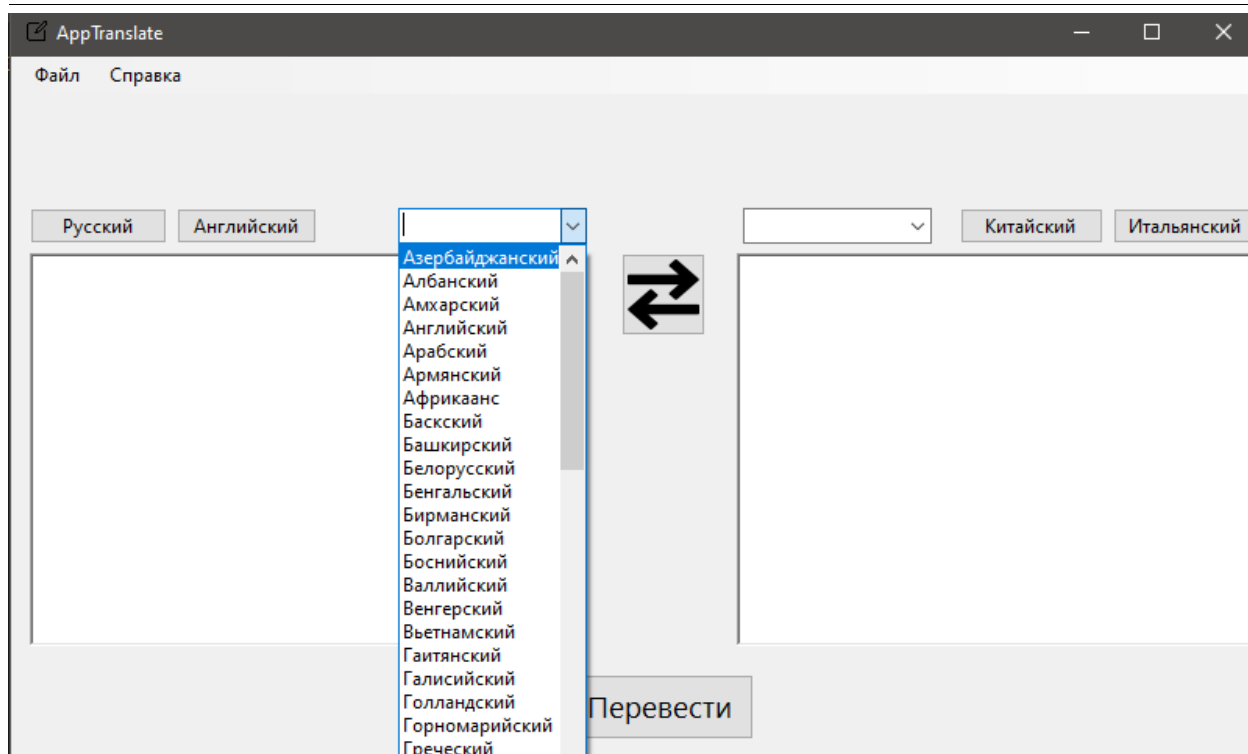 AppTranslate
Файл Справка
Русский Английский Китайский Итальянский
Азербайджанский
Албанский
Амхарский
Английский
Арабский
Армянский
Африкаанс
Баскский
Башкирский
Белорусский
Бенгальский
Бирманский
Болгарский
Боснийский
Валлийский
Венгерский
Вьетнамский
Гаитянский
Галисийский
Голландский
Горномарийский
Греческий
Перевести